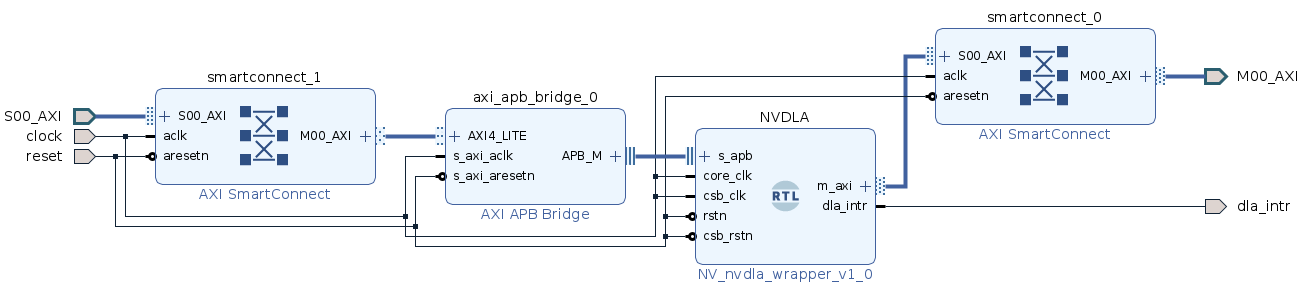 smartconnect_1
S00_AXI
clock
reset
S00_AXI
aclk
aresetn
M00_AXI
AXI SmartConnect
axi_apb_bridge_0
AXI4_LITE
s_axi_aclk
s_axi_aresetn
APB_M
AXI APB Bridge
NVDLA
s_apb
core_clk
csb_clk
rstn
csb_rstn
m_axi
dla_intr
RTL
NV_nvdla_wrapper_v1_0
smartconnect_0
S00_AXI
aclk
aresetn
M00_AXI
AXI SmartConnect
M00_AXI
dla_intr